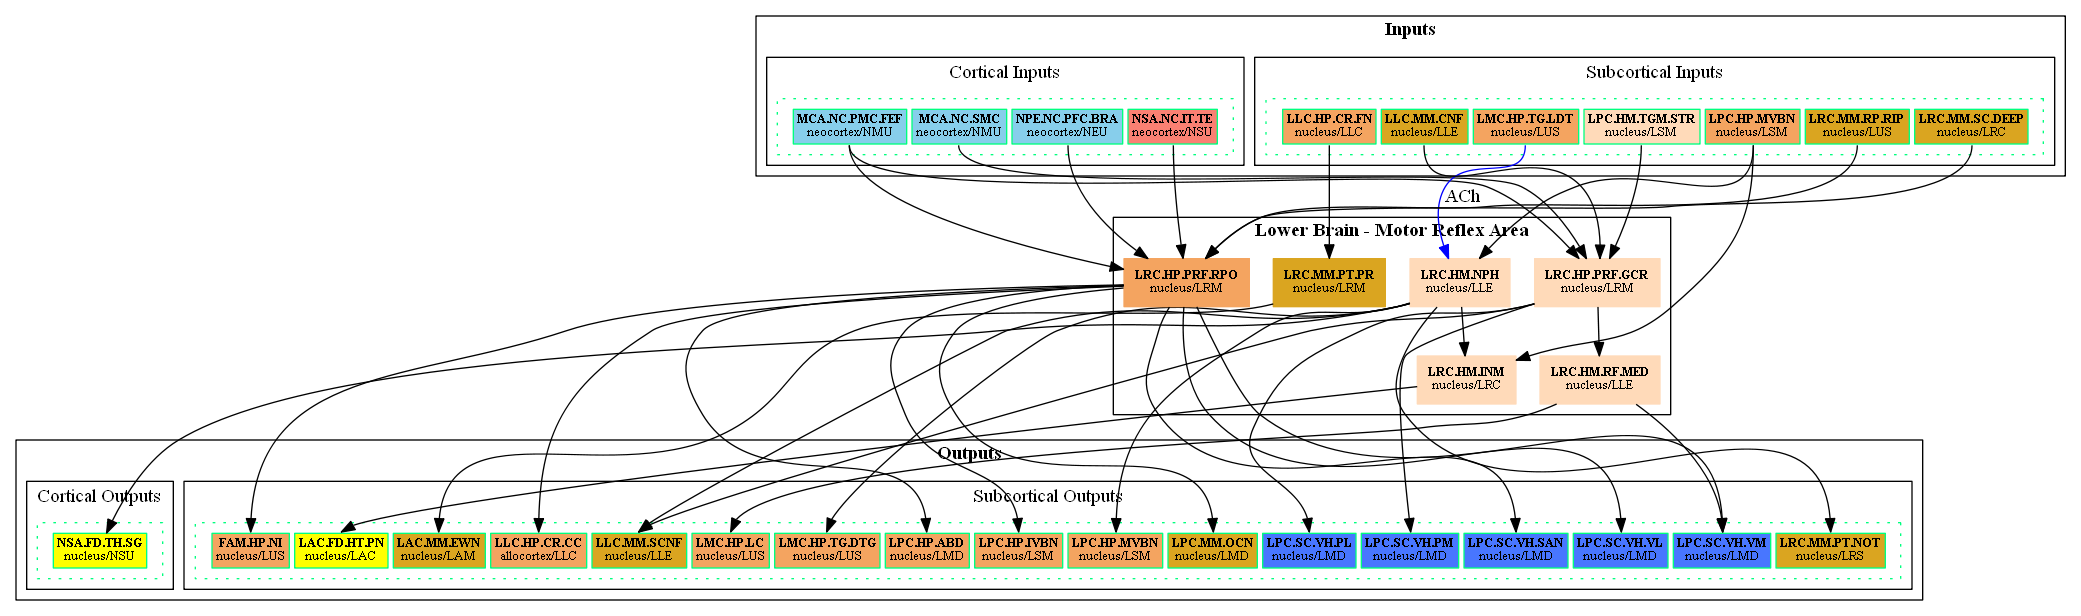 Inputs
Cortical Inputs
Subcortical Inputs
MCA.NC.PMC.FEF
neocortex/NMU
MCA.NC.SMC
neocortex/NMU
NPE.NC.PFC.BRA
neocortex/NEU
NSA.NC.IT.TE
neocortex/NSU
LLC.HP.CR.FN
nucleus/LLC
LLC.MM.CNF
nucleus/LLE
LMC.HP.TG.LDT
nucleus/LUS
LPC.HM.TGM.STR
nucleus/LSM
LPC.HP.MVBN
nucleus/LSM
LRC.MM.RP.RIP
nucleus/LUS
LRC.MM.SC.DEEP
nucleus/LRC
ACh
Lower Brain - Motor Reflex Area
LRC.HP.PRF.RPO
nucleus/LRM
LRC.MM.PT.PR
nucleus/LRM
LRC.HM.NPH
nucleus/LLE
LRC.HP.PRF.GCR
nucleus/LRM
LRC.HM.INM
nucleus/LRC
LRC.HM.RF.MED
nucleus/LLE
Outputs
Cortical Outputs
Subcortical Outputs
NSA.FD.TH.SG
nucleus/NSU
FAM.HP.NI
nucleus/LUS
LAC.FD.HT.PN
nucleus/LAC
LAC.MM.EWN
nucleus/LAM
LLC.HP.CR.CC
allocortex/LLC
LLC.MM.SCNF
nucleus/LLE
LMC.HP.LC
nucleus/LUS
LMC.HP.TG.DTG
nucleus/LUS
LPC.HP.ABD
nucleus/LMD
LPC.HP.IVBN
nucleus/LSM
LPC.HP.MVBN
nucleus/LSM
LPC.MM.OCN
nucleus/LMD
LPC.SC.VH.PL
nucleus/LMD
LPC.SC.VH.PM
nucleus/LMD
LPC.SC.VH.SAN
nucleus/LMD
LPC.SC.VH.VL
nucleus/LMD
LPC.SC.VH.VM
nucleus/LMD
LRC.MM.PT.NOT
nucleus/LRS